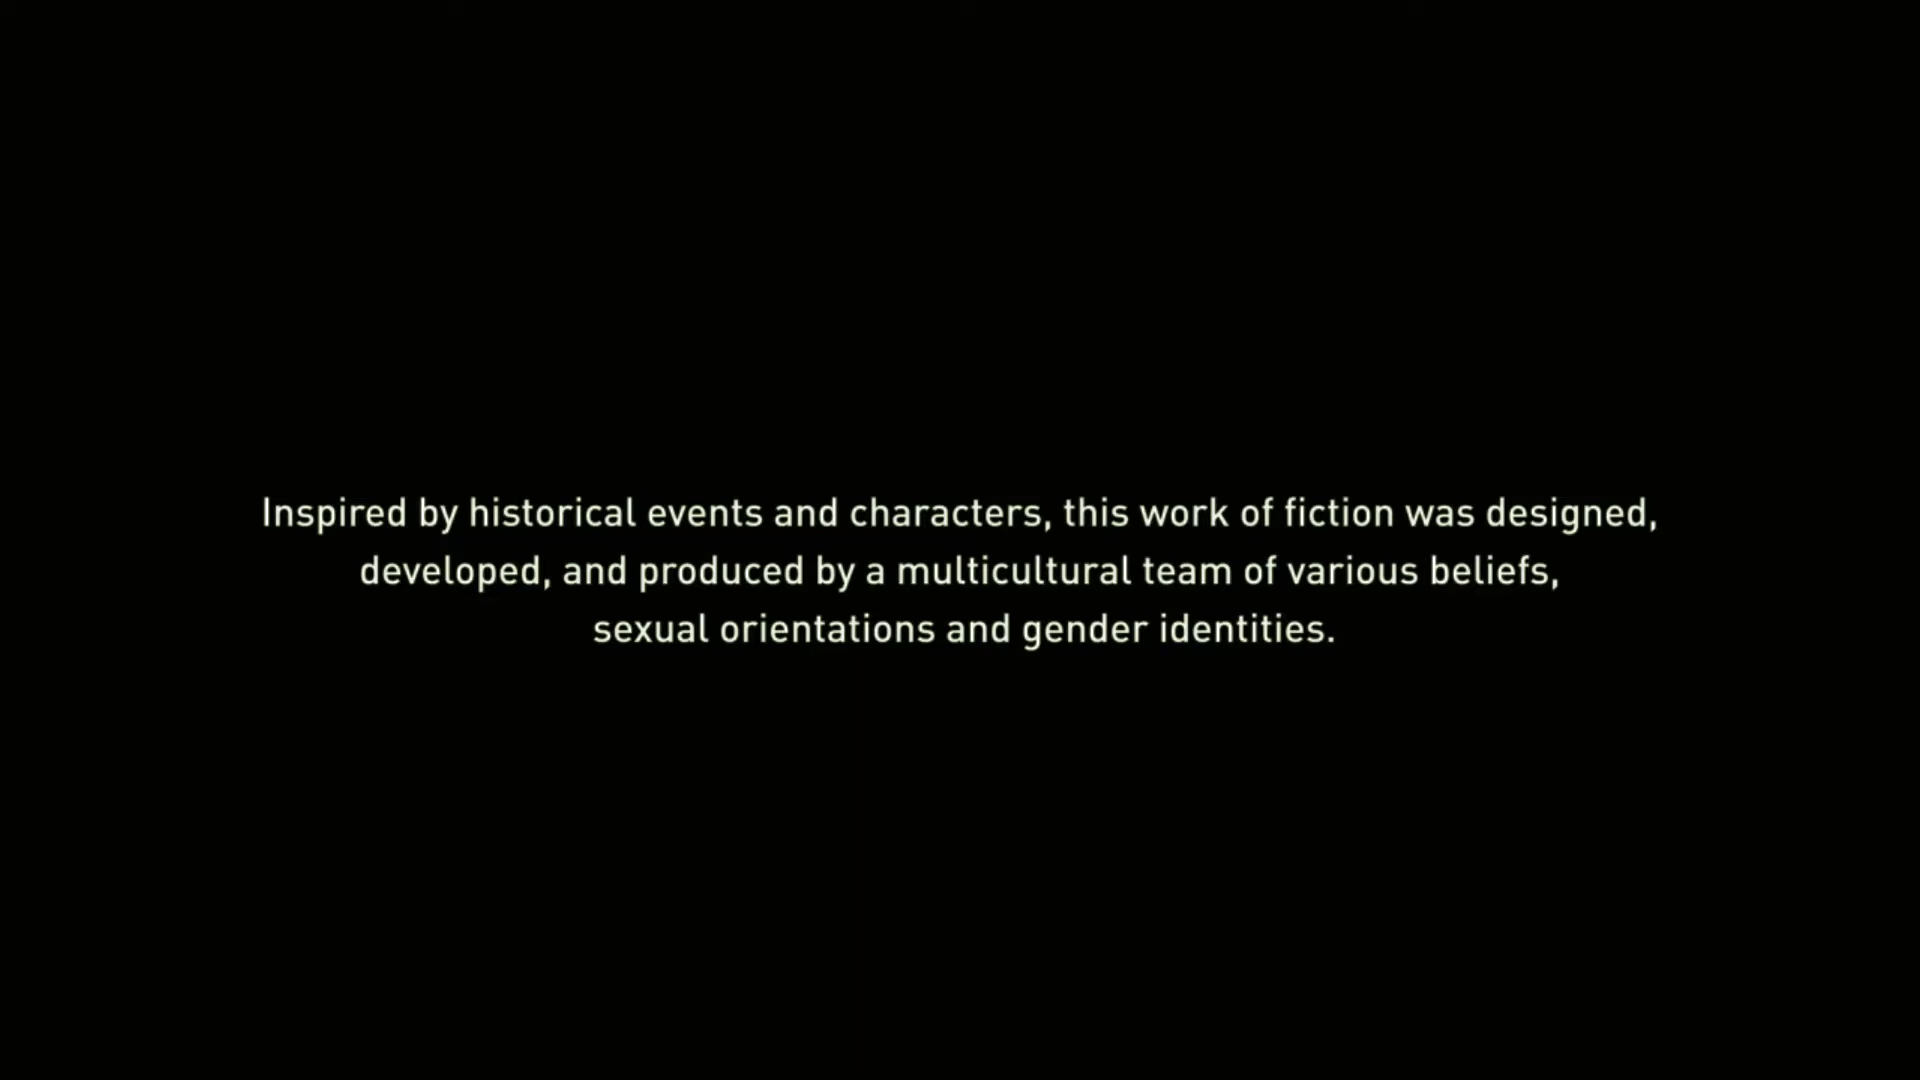 Inspired by historical events and characters, this work of fiction was designed,
developed, and produced by a multicultural team of various beliefs,
sexual orientations and gender identities.